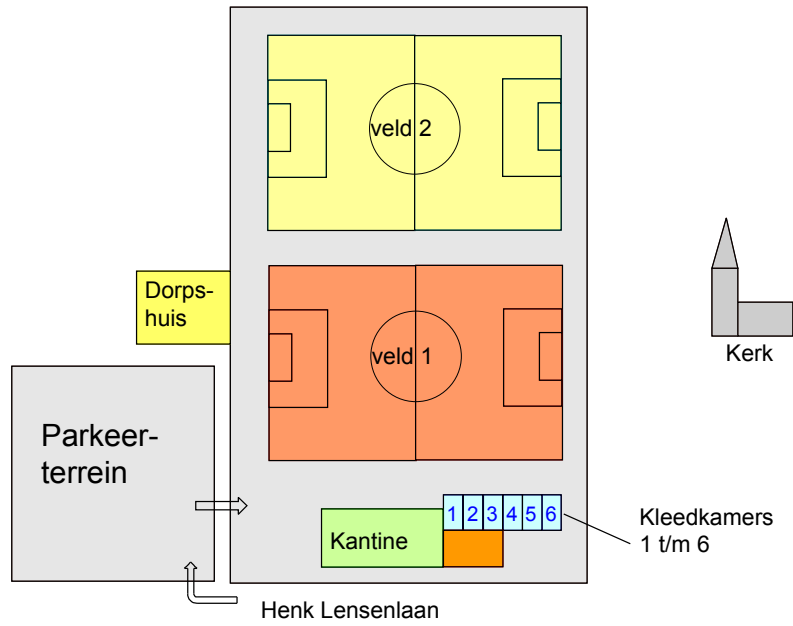 veld 2
Dorps-
huis
veld 1
Kerk
Parkeer-
terrein
1 2 3 4 5 6
Kantine
Kleedkamers
1 t/m 6
Henk Lensenlaan